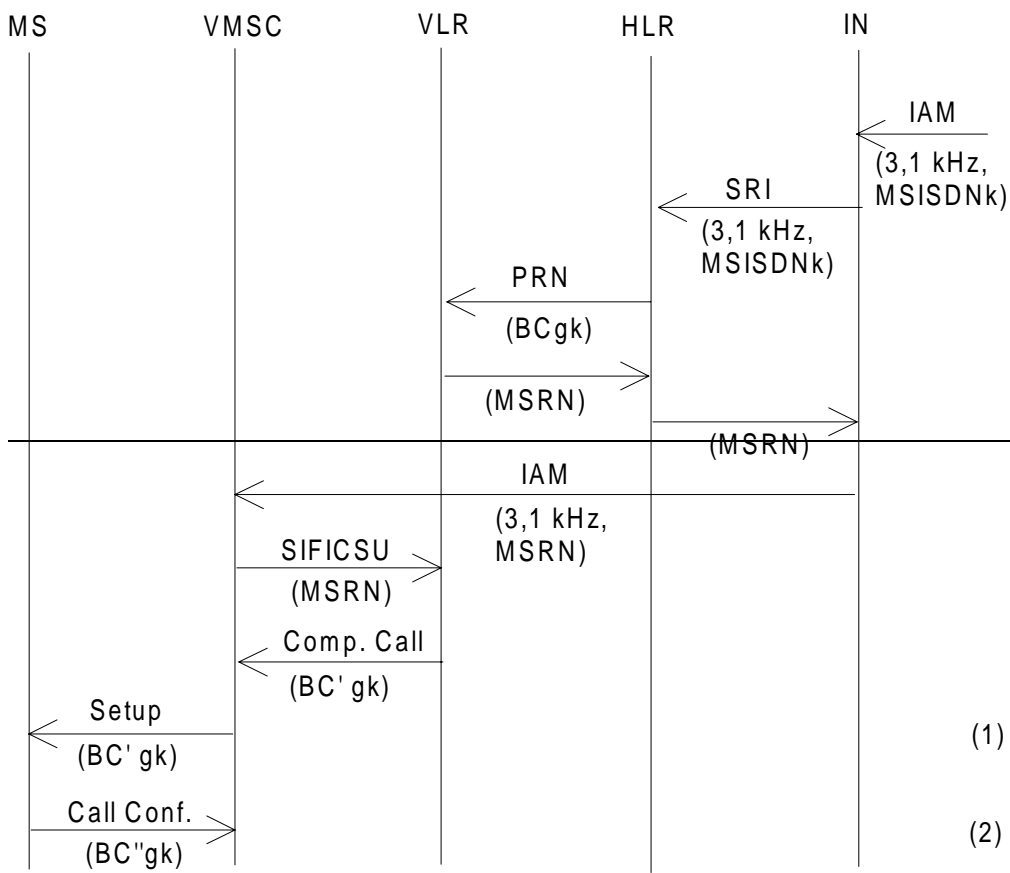 MS VMSC VLR HLR IN
IAM
(3,1 kHz,
MSISDNk)
SRI
(3,1 kHz,
MSISDNk)
PRN
(BCgk)
(MSRN)
(MSRN)
IAM
(3,1 kHz,
MSRN)
SIFICSU
(MSRN)
Comp. Call
(BC' gk)
Setup
(BC' gk)
(1)
Call Conf.
(BC"gk)
(2)